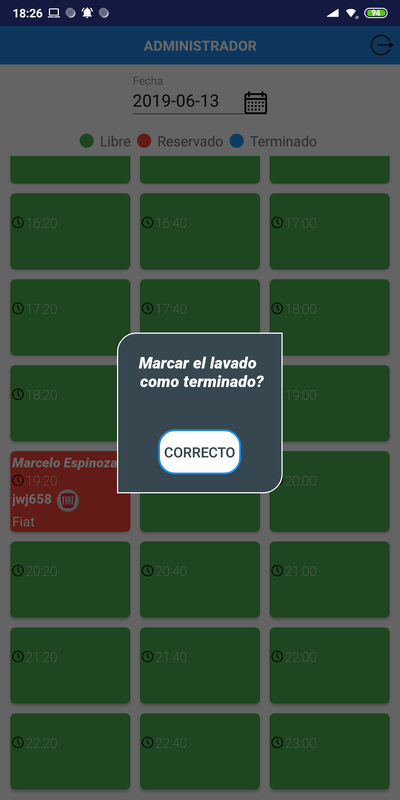 18:26
94
ADMINISTRADOR
Fecha
2019-06-13
Libre Reservado Terminado
16:20 16:40 17:00
17:20 17:40 18:00
Marcar el lavado
como terminado?
18:20 19:00
CORRECTO
Marcelo Espinoza
19:20 20:00
jwj658 FIAT
Fiat
20:20 20:40 21:00
21:20 21:40 22:00
22:20 22:40 23:00